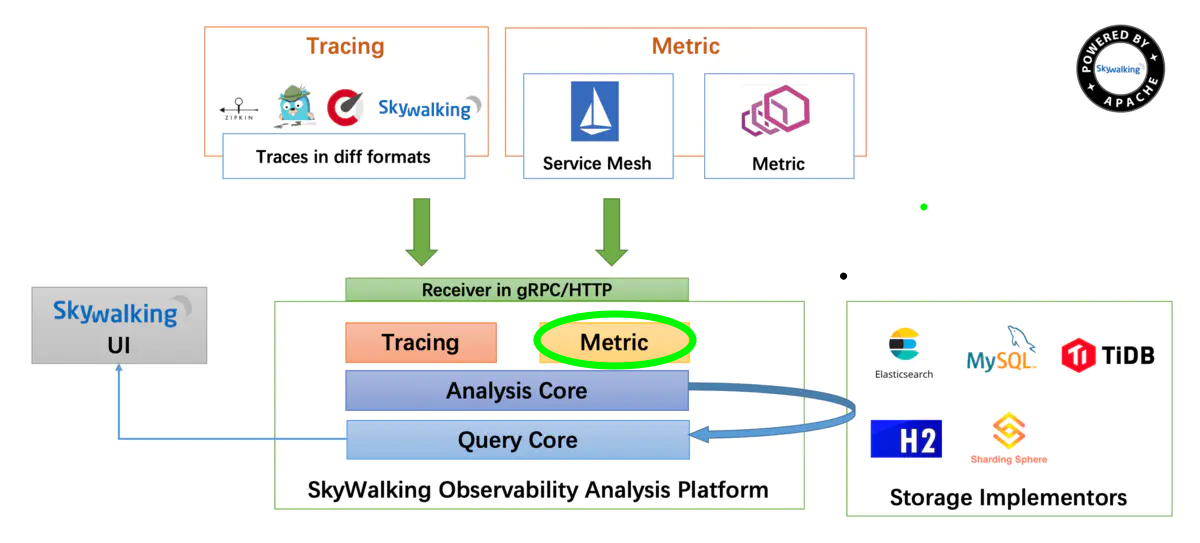 Tracing
Metric
POWERED BY
Skywalking
APACHE
ZIPKIN
Skywalking
Traces in diff formats
Service Mesh
Metric
Receiver in gRPC/HTTP
Skywalking
UI
Tracing
Metric
Analysis Core
Query Core
SkyWalking Observability Analysis Platform
Elasticsearch
MySQL
TiDB
H2
Sharding Sphere
Storage Implementors